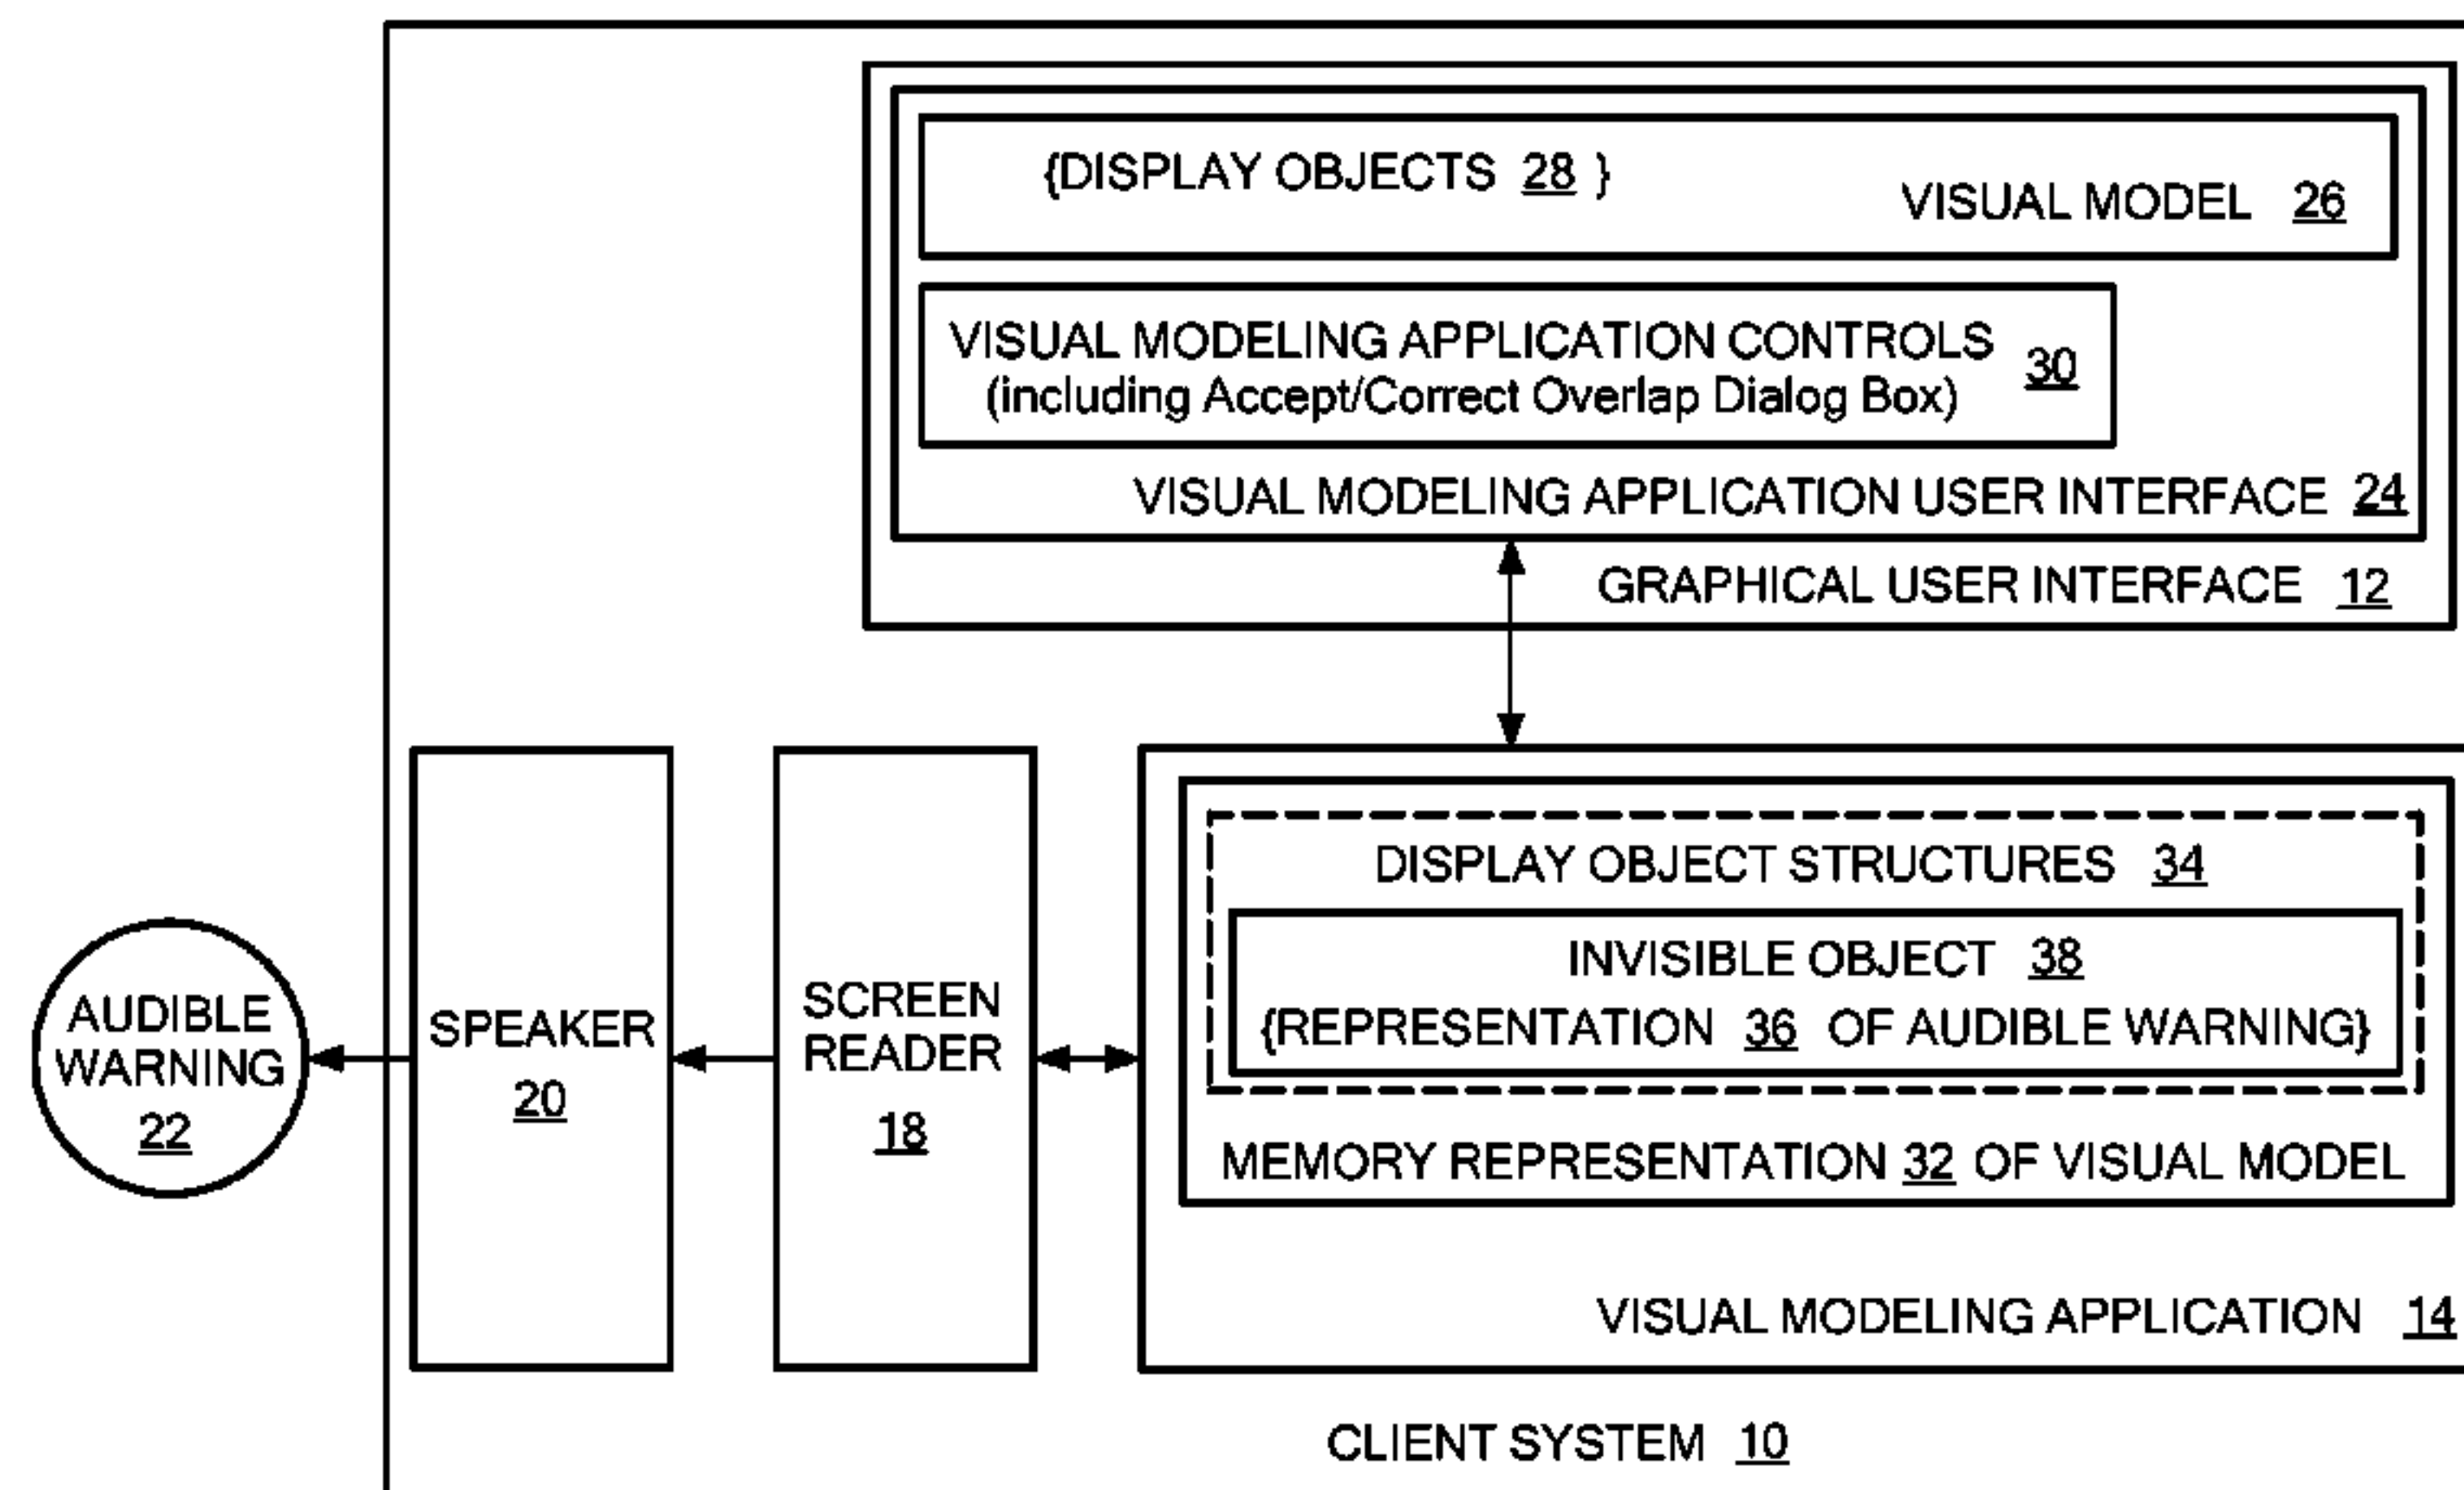 {DISPLAY OBJECTS 28 }
VISUAL MODEL 26
VISUAL MODELING APPLICATION CONTROLS
(including Accept/Correct Overlap Dialog Box)
30
VISUAL MODELING APPLICATION USER INTERFACE 24
GRAPHICAL USER INTERFACE 12
AUDIBLE
WARNING
22
SPEAKER
20
SCREEN
READER
18
DISPLAY OBJECT STRUCTURES 34
INVISIBLE OBJECT 38
{REPRESENTATION 36 OF AUDIBLE WARNING}
MEMORY REPRESENTATION 32 OF VISUAL MODEL
VISUAL MODELING APPLICATION 14
CLIENT SYSTEM 10